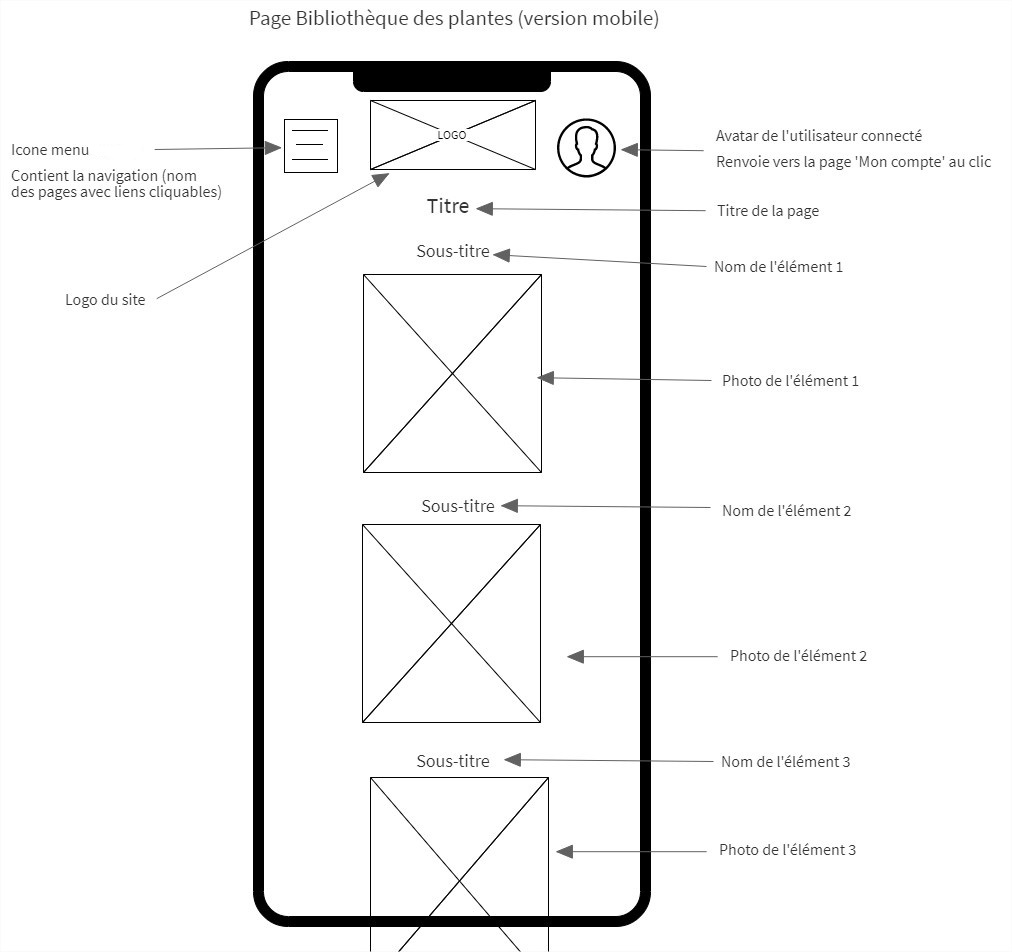 Page Bibliothèque des plantes (version mobile)
LOGO
Icone menu
Contient la navigation (nom
des pages avec liens cliquables)
Avatar de l'utilisateur connecté
Renvoie vers la page 'Mon compte' au clic
Titre
Titre de la page
Sous-titre
Nom de l'élément 1
Logo du site
Photo de l'élément 1
Sous-titre
Nom de l'élément 2
Photo de l'élément 2
Sous-titre
Nom de l'élément 3
Photo de l'élément 3